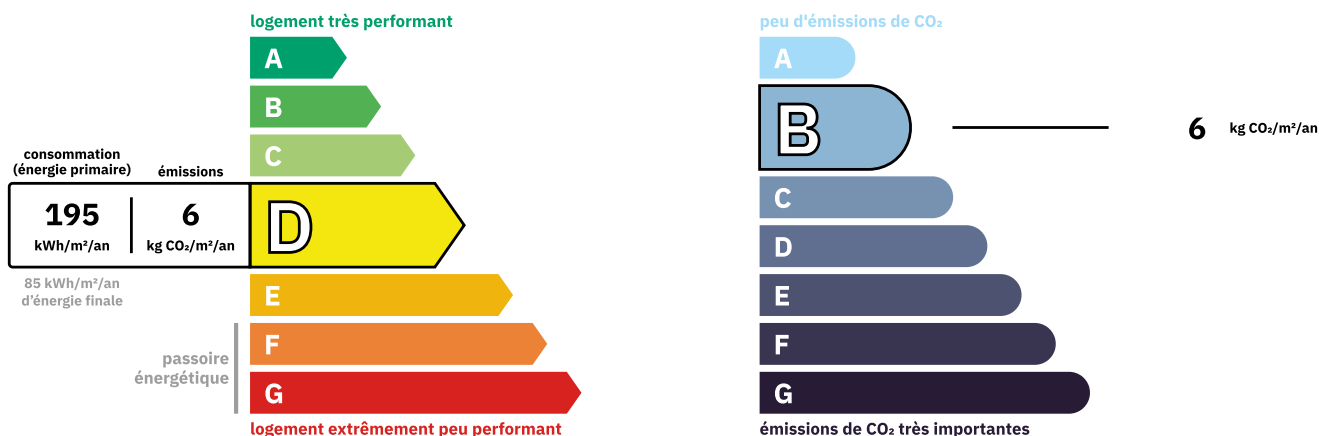 logement très performant
A
B
C
consommation
(énergie primaire)
émissions
195
kWh/m²/an
6
kg CO₂/m²/an
D
85 kWh/m²/an
d'énergie finale
E
passoire
énergétique
F
G
logement extrêmement peu performant
peu d'émissions de CO₂
A
B
6 kg CO₂/m²/an
C
D
E
F
G
émissions de CO₂ très importantes